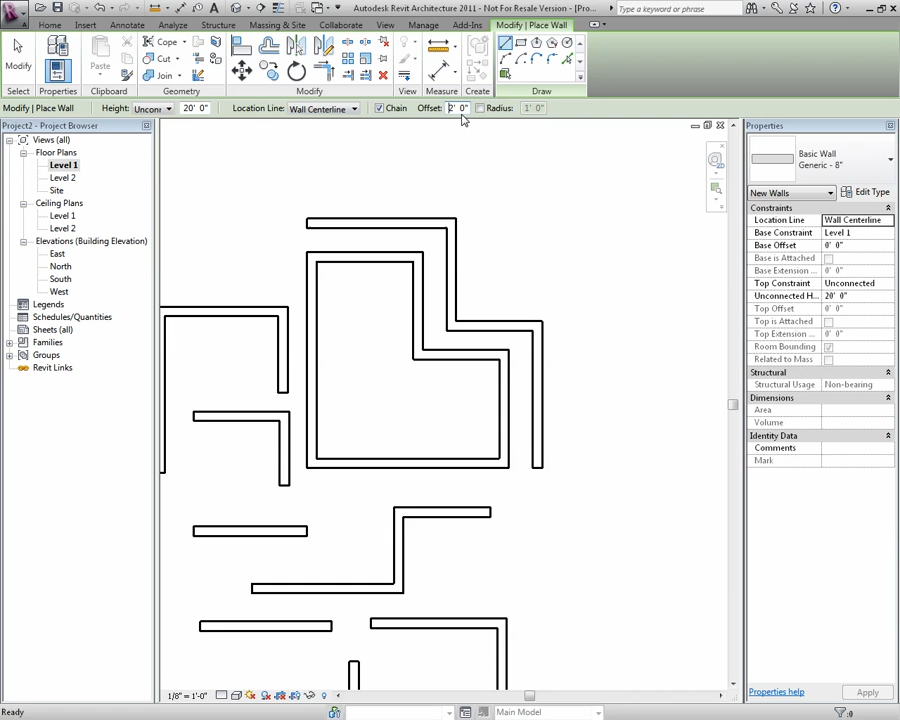 Autodesk Revit Architecture 2011 - Not For Resale Version - [Pro...
Type a keyword or phrase
Home Insert Annotate Analyze Structure Massing & Site Collaborate View Manage Add-Ins Modify | Place Wall
Modify Properties Paste Cope Cut Join
Select Properties Clipboard Geometry Modify View Measure Create Draw
Modify | Place Wall Height: Uncon 20' 0" Location Line: Wall Centerline Chain Offset: 2' 0" Radius: 1' 0"
Project2 - Project Browser
Views (all)
Floor Plans
Level 1
Level 2
Site
Ceiling Plans
Level 1
Level 2
Elevations (Building Elevation)
East
North
South
West
Legends
Schedules/Quantities
Sheets (all)
Families
Groups
Revit Links
Properties
Basic Wall
Generic - 8"
New Walls Edit Type
Constraints
Location Line Wall Centerline
Base Constraint Level 1
Base Offset 0' 0"
Base is Attached
Base Extension ... 0' 0"
Top Constraint Unconnected
Unconnected H... 20' 0"
Top Offset 0' 0"
Top is Attached
Top Extension ... 0' 0"
Room Bounding
Related to Mass
Structural
Structural Usage Non-bearing
Dimensions
Area
Volume
Identity Data
Comments
Mark
Properties help Apply
1/8" = 1'-0"
Ready Main Model :0